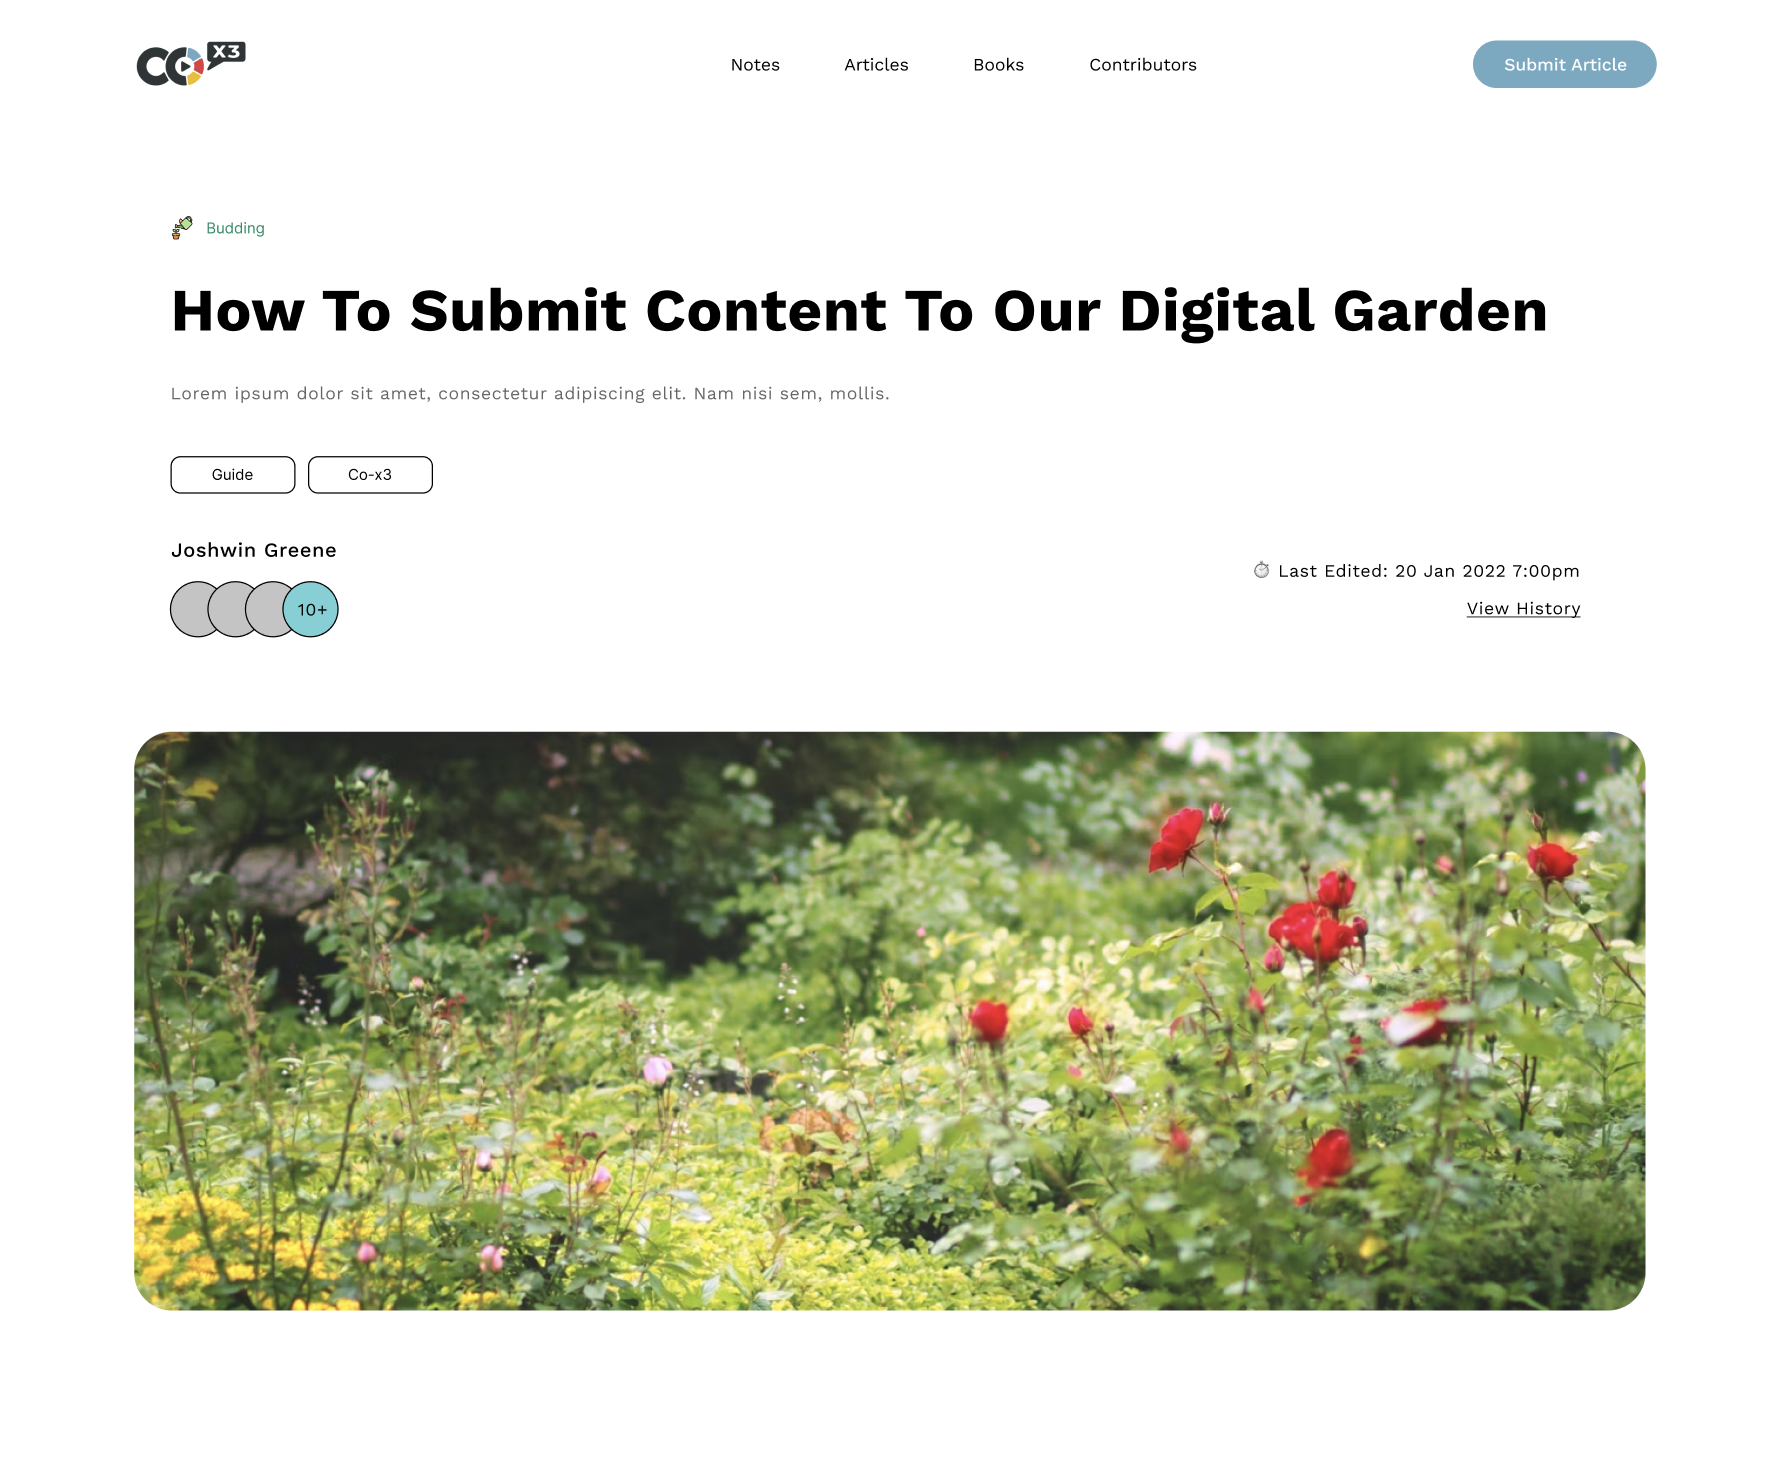 CO X3
Notes
Articles
Books
Contributors
Submit Article
Budding
How To Submit Content To Our Digital Garden
Lorem ipsum dolor sit amet, consectetur adipiscing elit. Nam nisi sem, mollis.
Guide
Co-x3
Joshwin Greene
10+
Last Edited: 20 Jan 2022 7:00pm
View History